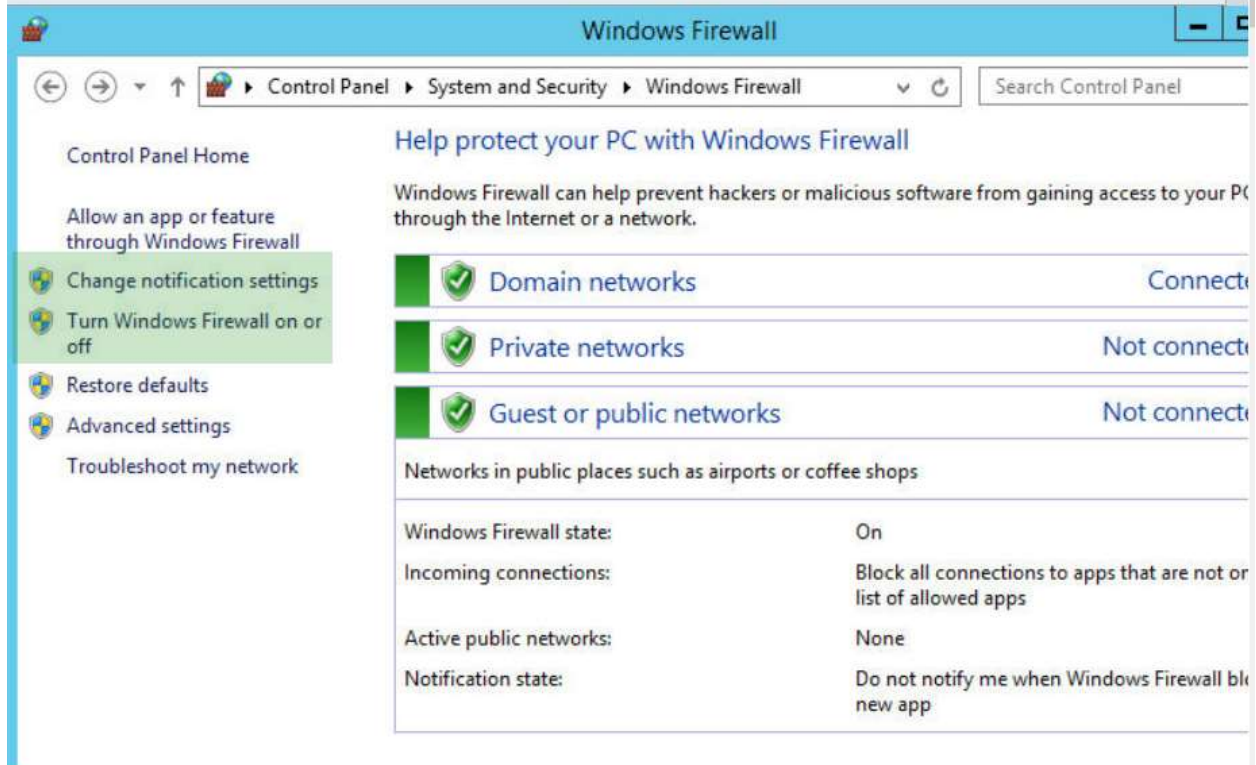 Windows Firewall
Control Panel System and Security Windows Firewall
Search Control Panel
Control Panel Home
Allow an app or feature
through Windows Firewall
Change notification settings
Turn Windows Firewall on or
off
Restore defaults
Advanced settings
Troubleshoot my network
Help protect your PC with Windows Firewall
Windows Firewall can help prevent hackers or malicious software from gaining access to your
through the Internet or a network.
Domain networks
Private networks
Not
Guest or public networks
Not
Networks in public places such as airports or coffee shops
Windows Firewall state:
On
Incoming connections:
Block all connections to apps that are not
list of allowed apps
Active public networks:
None
Notification state:
Do not notify me when Windows Firewall
new app